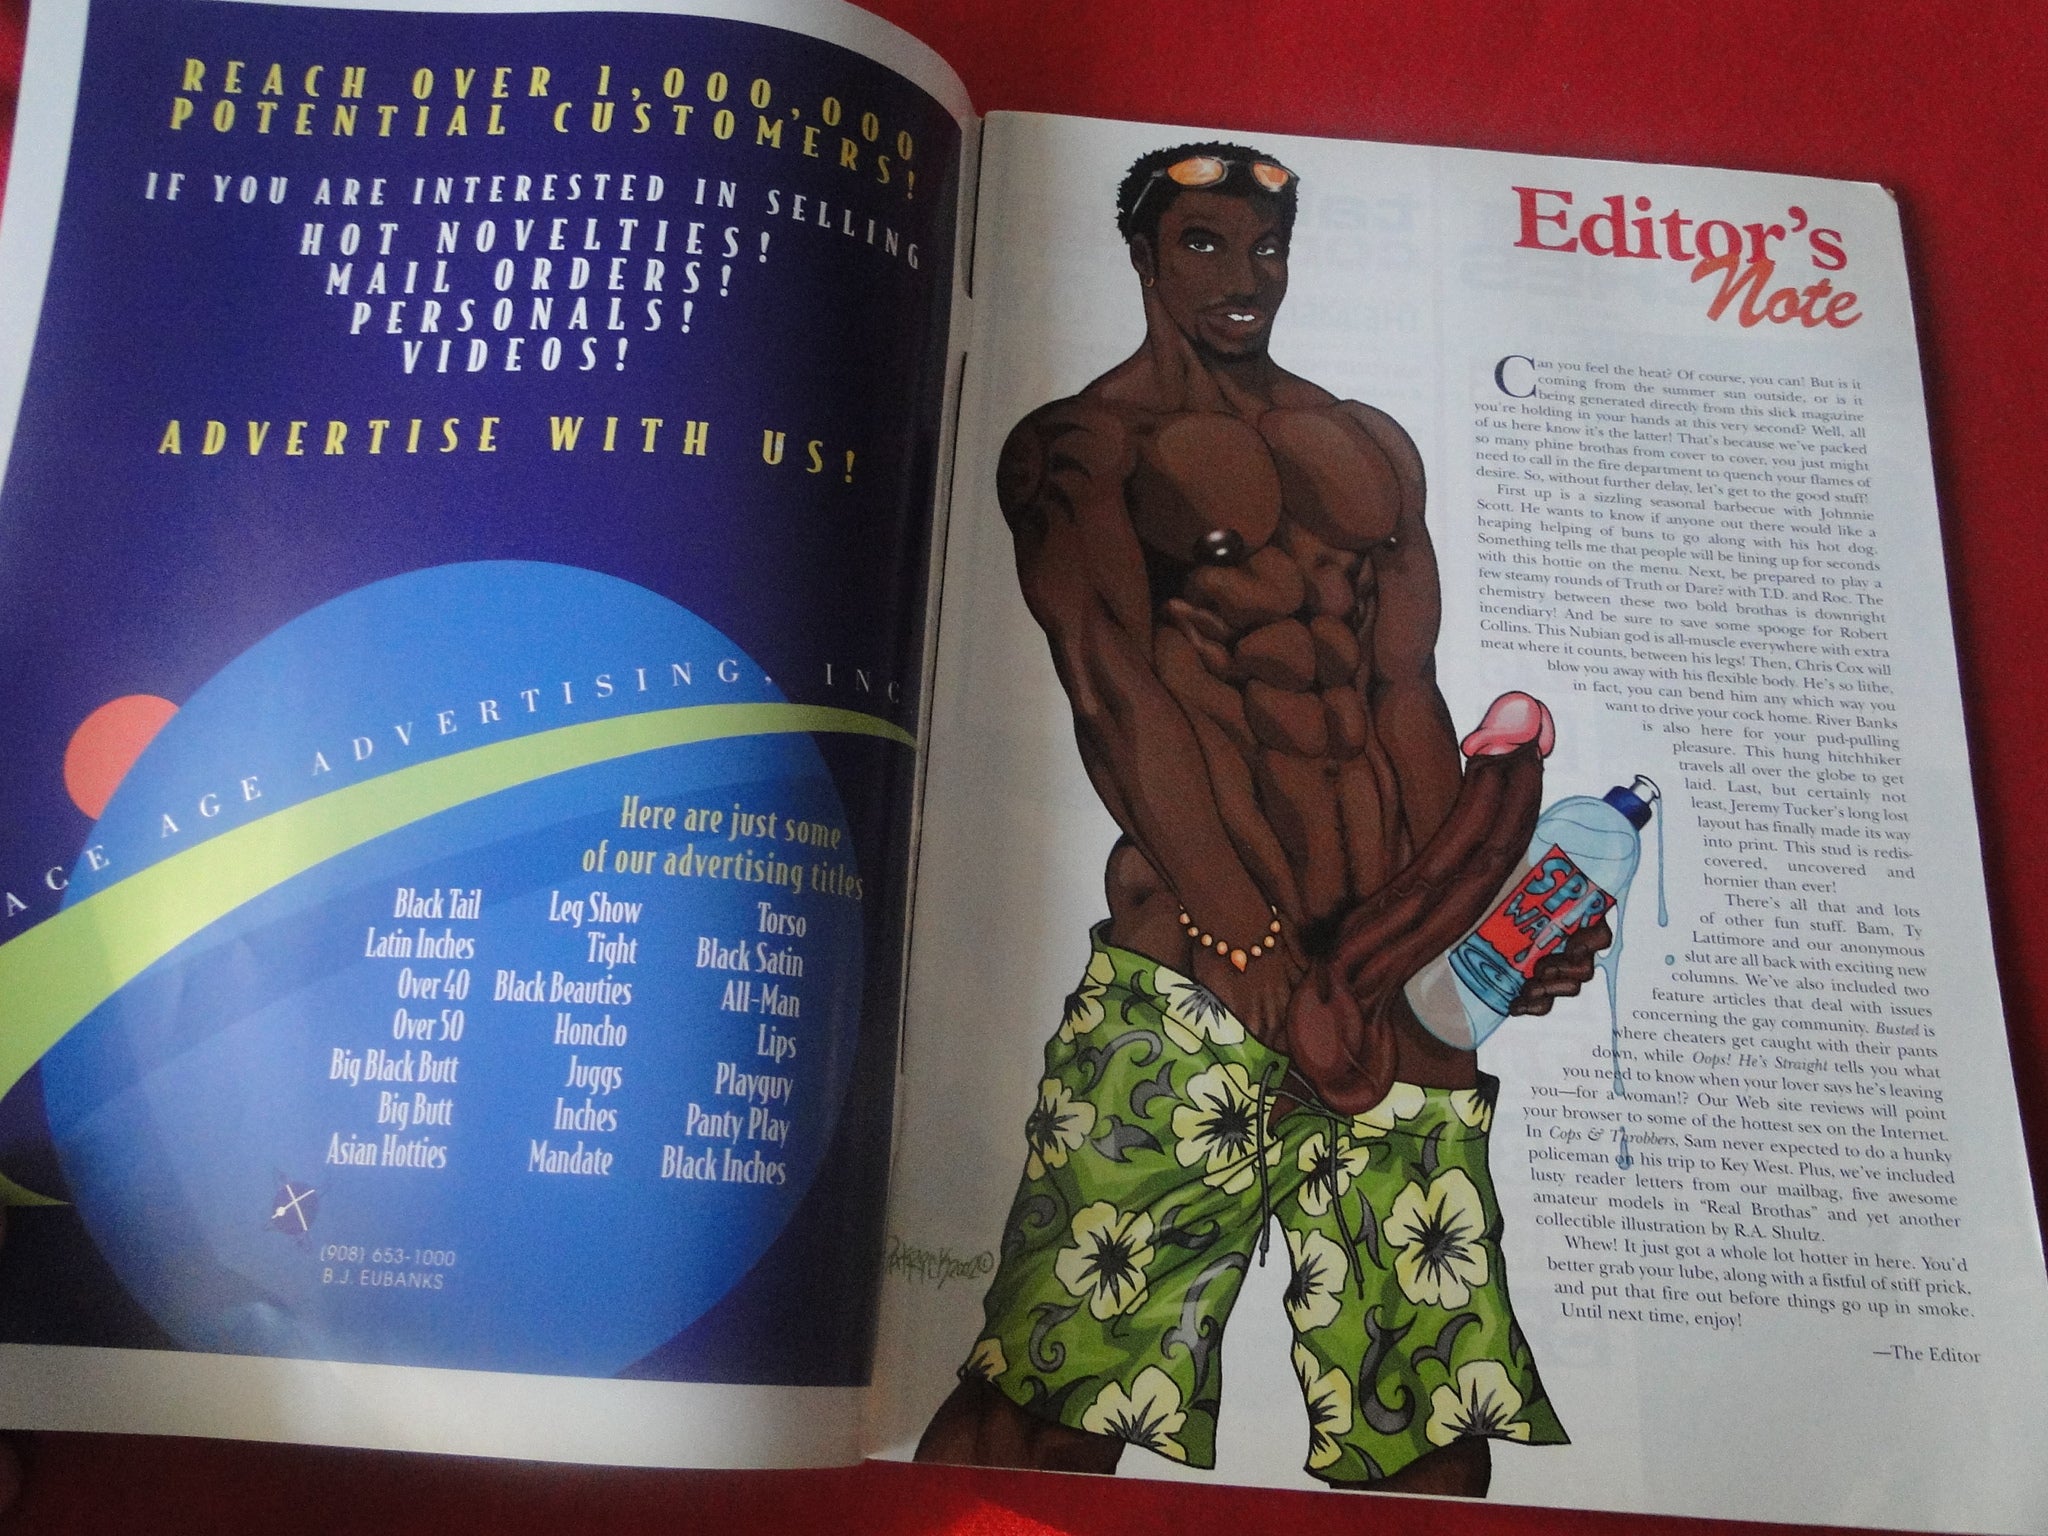 REACH OVER 1,000,000
POTENTIAL CUSTOMERS!
IF YOU ARE INTERESTED IN SELLING
HOT NOVELTIES!
MAIL ORDERS!
PERSONALS!
VIDEOS!
ADVERTISE WITH US!
ACE AGE ADVERTISING, INC
Here are just some
of our advertising titles
Black Tail Leg Show Torso
Latin Inches Tight Black Satin
Over 40 Black Beauties All-Man
Over 50 Honcho Lips
Big Black Butt Juggs Playguy
Big Butt Inches Panty Play
Asian Hotties Mandate Black Inches
(908) 653-1000
B.J. EUBANKS
Editor's
Note
Can you feel the heat? Of course, you can! But is it
coming from the summer sun outside, or is it
being generated directly from this slick magazine
you're holding in your hands at this very second? Well, all
of us here know it's the latter! That's because we've packed
so many phine brothas from cover to cover, you just might
need to call in the fire department to quench your flames of
desire. So, without further delay, let's get to the good stuff!
First up is a sizzling seasonal barbecue with Johnnie
Scott. He wants to know if anyone out there would like a
heaping helping of buns to go along with his hot dog.
Something tells me that people will be lining up for seconds
with this hottie on the menu. Next, be prepared to play a
few steamy rounds of Truth or Dare? with T.D. and Roc. The
chemistry between these two bold brothas is downright
incendiary! And be sure to save some spooge for Robert
Collins. This Nubian god is all-muscle everywhere with extra
meat where it counts, between his legs! Then, Chris Cox will
blow you away with his flexible body. He's so lithe,
in fact, you can bend him any which way you
want to drive your cock home. River Banks
is also here for your pud-pulling
pleasure. This hung hitchhiker
travels all over the globe to get
laid. Last, but certainly not
least, Jeremy Tucker's long lost
layout has finally made its way
into print. This stud is redis-
covered, uncovered and
hornier than ever!
There's all that and lots
of other fun stuff. Bam, Ty
Lattimore and our anonymous
slut are all back with exciting new
columns. We've also included two
feature articles that deal with issues
concerning the gay community. Busted is
where cheaters get caught with their pants
down, while Oops! He's Straight tells you what
you need to know when your lover says he's leaving
you—for a woman!? Our Web site reviews will point
your browser to some of the hottest sex on the Internet.
In Cops & Throbbers, Sam never expected to do a hunky
policeman on his trip to Key West. Plus, we've included
lusty reader letters from our mailbag, five awesome
amateur models in "Real Brothas" and yet another
collectible illustration by R.A. Shultz.
Whew! It just got a whole lot hotter in here. You'd
better grab your lube, along with a fistful of stiff prick,
and put that fire out before things go up in smoke.
Until next time, enjoy!
—The Editor
SPR
WAT
2002©